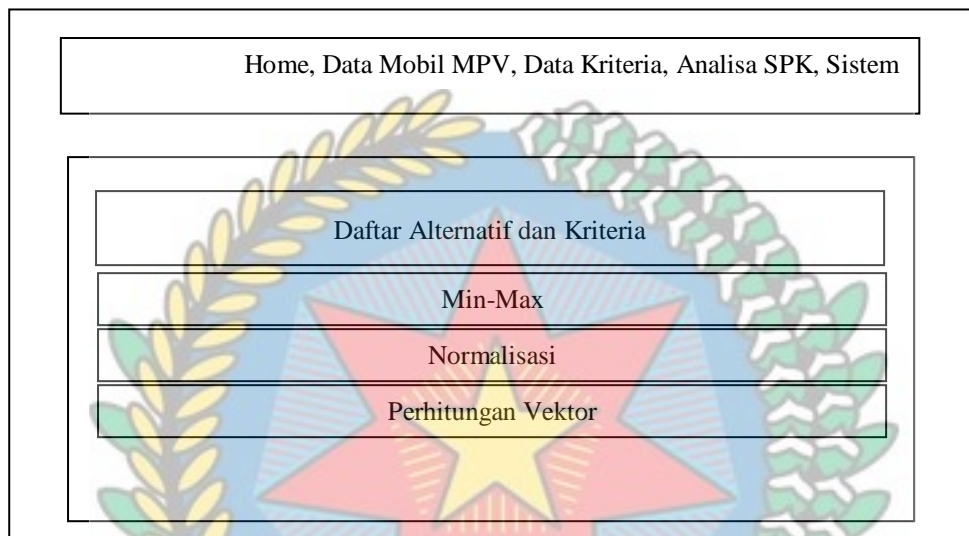 Home, Data Mobil MPV, Data Kriteria, Analisa SPK, Sistem
Daftar Alternatif dan Kriteria
Min-Max
Normalisasi
Perhitungan Vektor